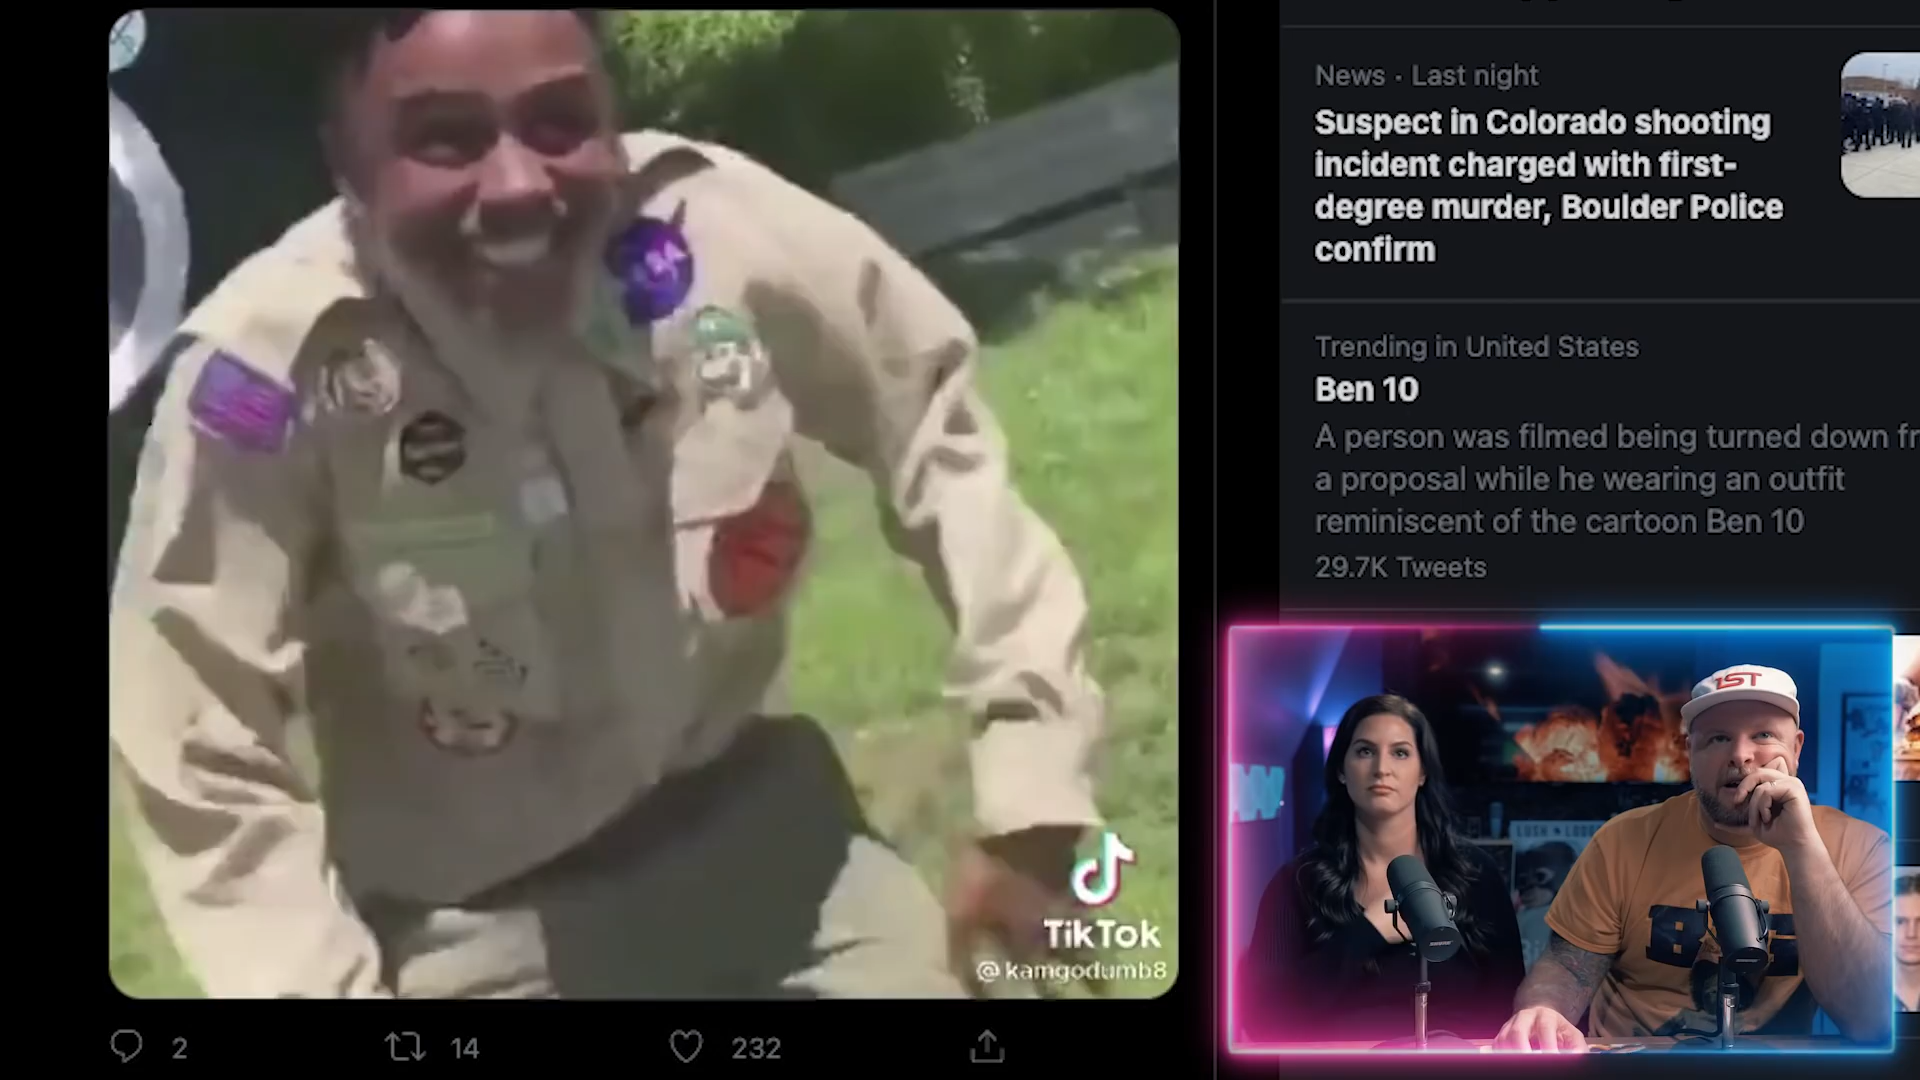 TikTok
@kamgodumb8
2
14
232
News · Last night
Suspect in Colorado shooting
incident charged with first-
degree murder, Boulder Police
confirm
Trending in United States
Ben 10
A person was filmed being turned down
a proposal while he wearing an outfit
reminiscent of the cartoon Ben 10
29.7K Tweets
1ST
LUSH